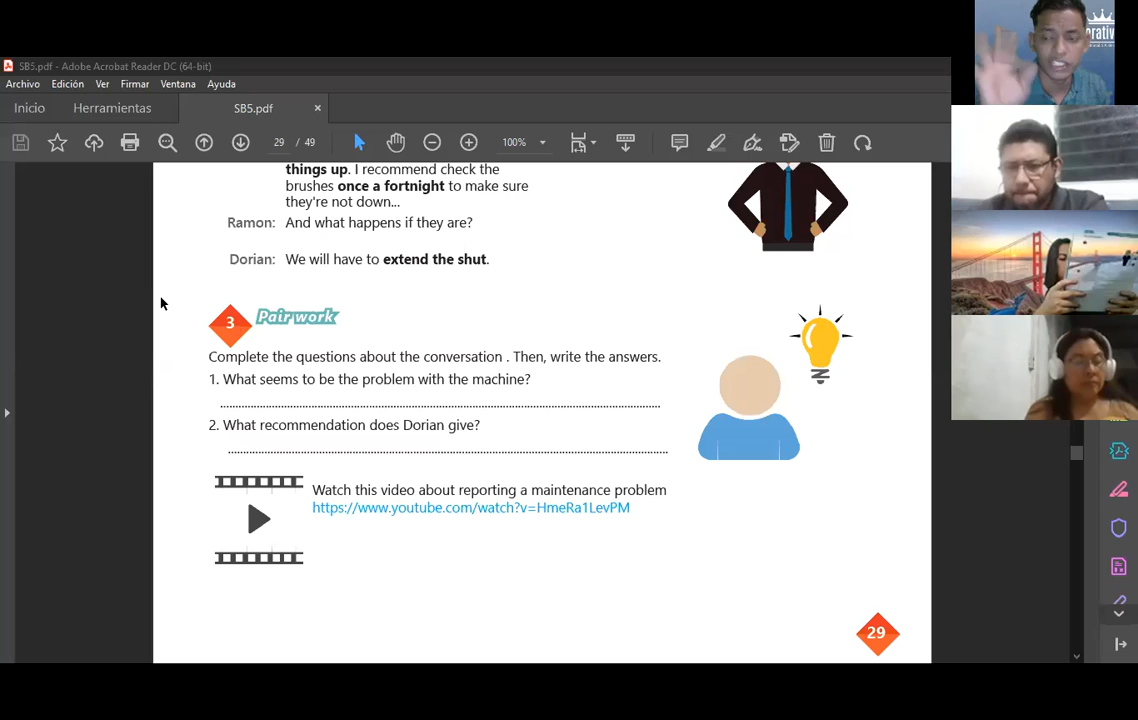 SB5.pdf - Adobe Acrobat Reader DC (64-bit)
Archivo Edición Ver Firmar Ventana Ayuda
Inicio Herramientas SB5.pdf ×
29 / 49 100%
things up. I recommend check the
brushes once a fortnight to make sure
they're not down...
Ramon: And what happens if they are?
Dorian: We will have to extend the shut.
3 Pair work
Complete the questions about the conversation . Then, write the answers.
1. What seems to be the problem with the machine?
2. What recommendation does Dorian give?
Watch this video about reporting a maintenance problem
https://www.youtube.com/watch?v=HmeRa1LevPM
29